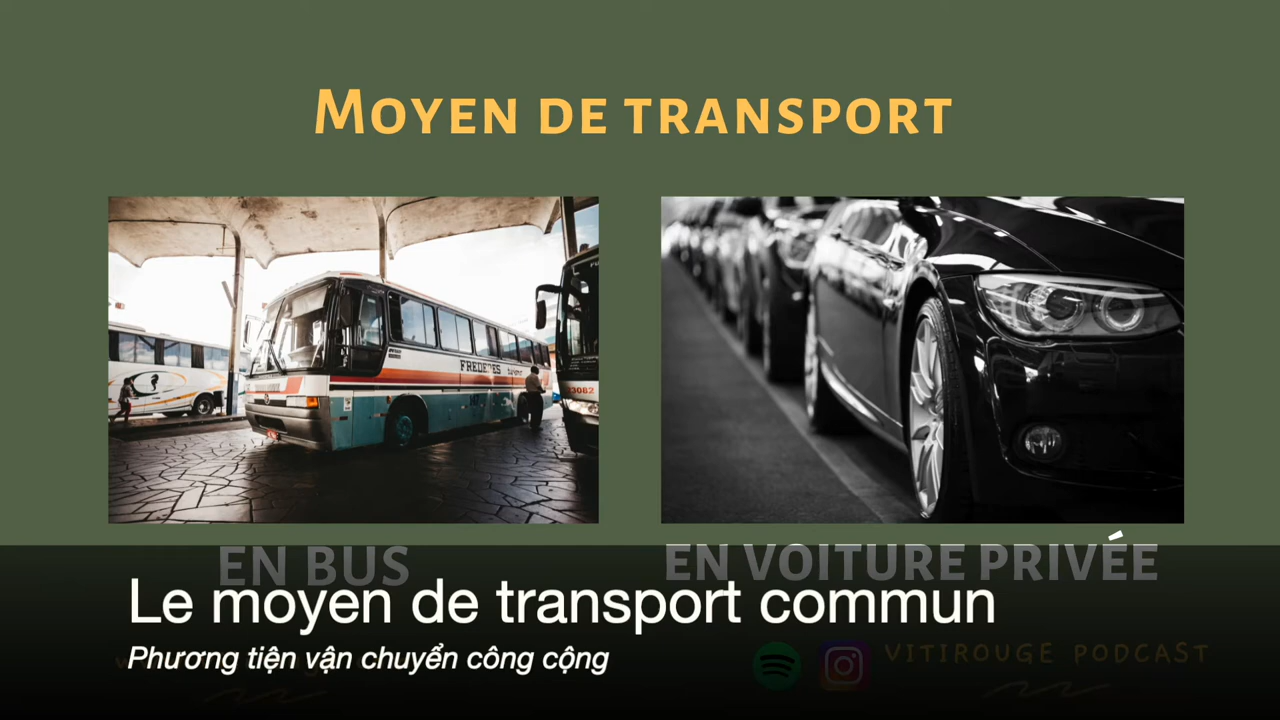 MOYEN DE TRANSPORT
FREDERES
23082
EN BUS
EN VOITURE PRIVÉE
Le moyen de transport commun
Phương tiện vận chuyển công cộng
VITIROUGE PODCAST